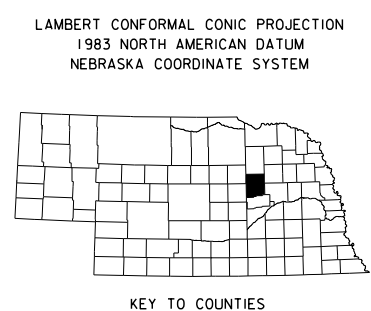 LAMBERT CONFORMAL CONIC PROJECTION
1983 NORTH AMERICAN DATUM
NEBRASKA COORDINATE SYSTEM
KEY TO COUNTIES